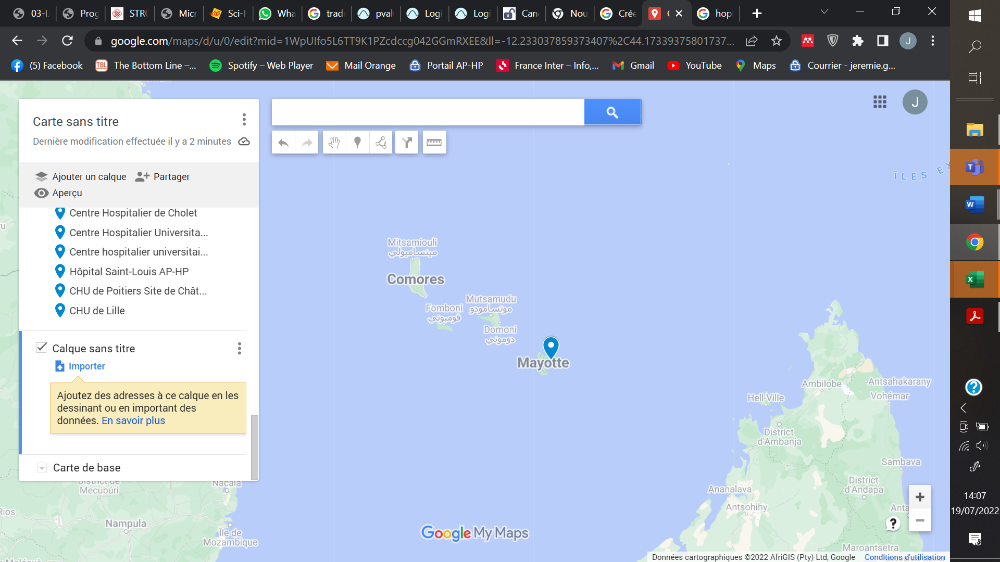 03-I
Prog
STRO
Micr
Sci-H
Wha
trad
pval
Logi
Logi
Can
Nou
Crée
hopi
google.com/maps/d/u/0/edit?mid=1WpUIfo5L6TT9K1PZcdccg042GGmRXEE&ll=-12.233037859373407%2C44.17339375801737...
J
(5) Facebook
The Bottom Line –...
Spotify – Web Player
Mail Orange
Portail AP-HP
France Inter – Info,...
Gmail
YouTube
Maps
Courrier - jeremie.g...
Carte sans titre
Dernière modification effectuée il y a 2 minutes
Ajouter un calque
Partager
Aperçu
Centre Hospitalier de Cholet
Centre Hospitalier Universita...
Centre hospitalier universitai...
Hôpital Saint-Louis AP-HP
CHU de Poitiers Site de Chât...
CHU de Lille
Calque sans titre
Importer
Ajoutez des adresses à ce calque en les
dessinant ou en important des
données. En savoir plus
Carte de base
J
ÎLES
Mitsamiouli
ميتساميولي
Comores
Mutsamudu
موتسامودو
Fomboni
فومبوني
Domoni
دوموني
Mayotte
Antsahakarany
Ambilobe
Vohémar
Hell-Ville
District
d'Ambanja
Sambava
District
d'Andapa
Ananalava
Antsohihy
Anta
Maroantsetra
District de
Mecubúri
Nacala
Rios
Nampula
Île de
Mozambique
Google My Maps
Données cartographiques ©2022 AfriGIS (Pty) Ltd, Google
Conditions d'utilisation
14:07
19/07/2022